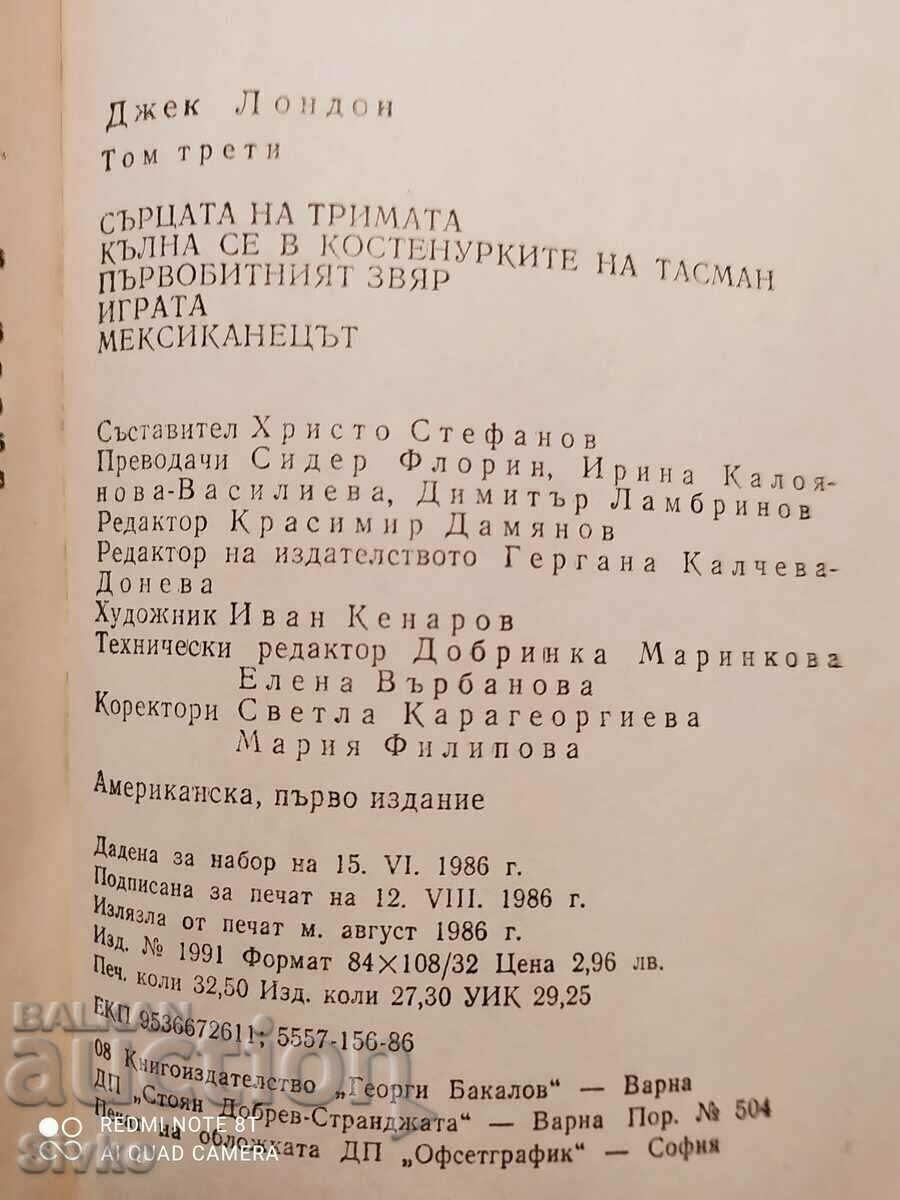 Джек Лондон
Том трети
СЪРЦАТА НА ТРИМАТА
КЪЛНА СЕ В КОСТЕНУРКИТЕ НА ТАСМАН
ПЪРВОБИТНИЯТ ЗВЯР
ИГРАТА
МЕКСИКАНЕЦЪТ
Съставител Христо Стефанов
Преводачи Сидер Флорин, Ирина Калоя-
нова-Василиева, Димитър Ламбринов
Редактор Красимир Дамянов
Редактор на издателството Гергана Калчева-
Донева
Художник Иван Кенаров
Технически редактор Добринка Маринкова
Елена Върбанова
Коректори Светла Карагеоргиева
Мария Филипова
Американска, първо издание
Дадена за набор на 15. VI. 1986 г.
Подписана за печат на 12. VIII. 1986 г.
Излязла от печат м. август 1986 г.
Изд. № 1991 Формат 84×108/32 Цена 2,96 лв.
Печ. коли 32,50 Изд. коли 27,30 УИК 29,25
ЕКП 9536672611; 5557-156-86
08 Книгоиздателство „Георги Бакалов“ — Варна
ДП „Стоян Добрев-Странджата“ — Варна Пор. № 504
на обложката ДП „Офсетграфик“ — София
BALKAN
auction
REDMI NOTE 8T
AI QUAD CAMERA
Sivko